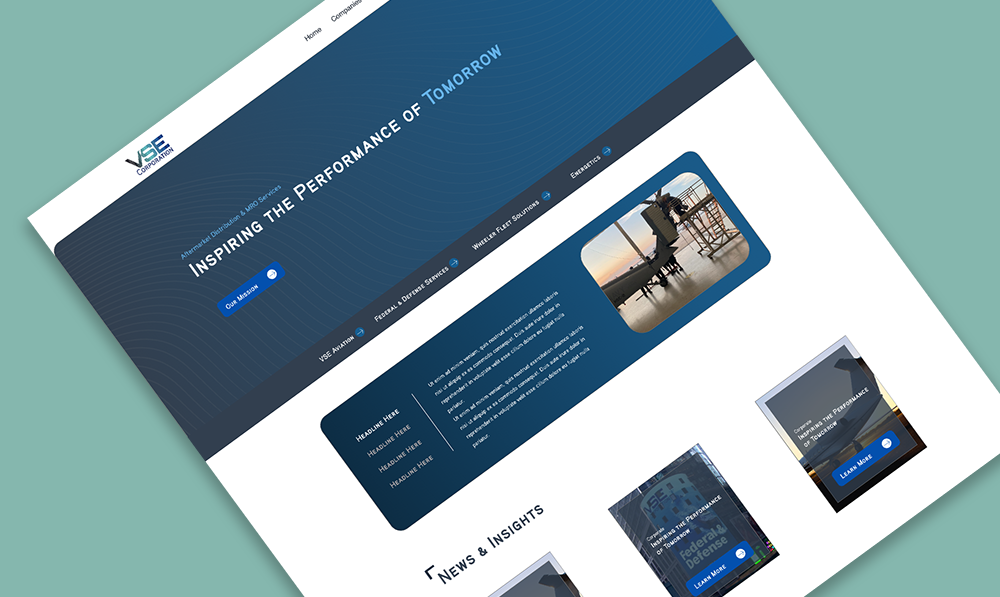 Home Companies
VSE
CORPORATION
Aftermarket Distribution & MRO Services
INSPIRING THE PERFORMANCE OF TOMORROW
OUR MISSION
VSE AVIATION
FEDERAL & DEFENSE SERVICES
WHEELER FLEET SOLUTIONS
ENERGETICS
HEADLINE HERE
HEADLINE HERE
HEADLINE HERE
HEADLINE HERE
Ut enim ad minim veniam, quis nostrud exercitation ullamco laboris
nisi ut aliquip ex ea commodo consequat. Duis aute irure dolor in
reprehenderit in voluptate velit esse cillum dolore eu fugiat nulla
pariatur.
Ut enim ad minim veniam, quis nostrud exercitation ullamco laboris
nisi ut aliquip ex ea commodo consequat. Duis aute irure dolor in
reprehenderit in voluptate velit esse cillum dolore eu fugiat nulla
pariatur.
NEWS & INSIGHTS
VSE
Federal &
Defense
Corporate
INSPIRING THE PERFORMANCE
OF TOMORROW
LEARN MORE
Corporate
INSPIRING THE PERFORMANCE
OF TOMORROW
LEARN MORE